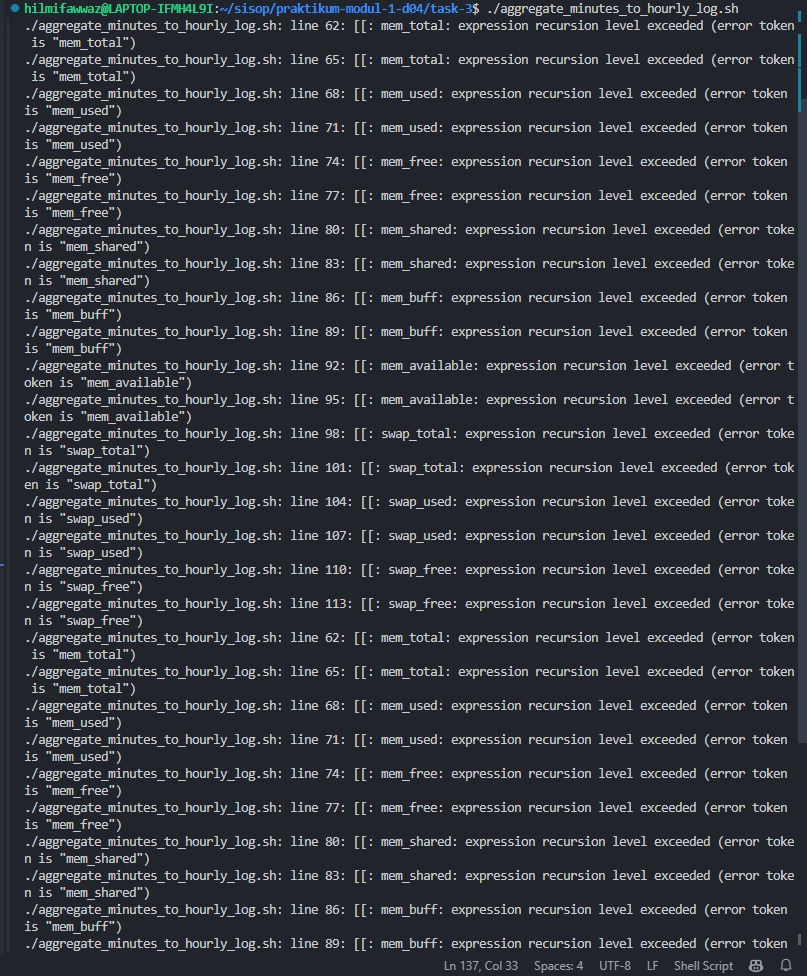 hilmifawwaz@LAPTOP-IFMH4L9I:~/sisop/praktikum-modul-1-d04/task-3$ ./aggregate_minutes_to_hourly_log.sh
./aggregate_minutes_to_hourly_log.sh: line 62: [[: mem_total: expression recursion level exceeded (error token
 is "mem_total")
./aggregate_minutes_to_hourly_log.sh: line 65: [[: mem_total: expression recursion level exceeded (error token
 is "mem_total")
./aggregate_minutes_to_hourly_log.sh: line 68: [[: mem_used: expression recursion level exceeded (error token
is "mem_used")
./aggregate_minutes_to_hourly_log.sh: line 71: [[: mem_used: expression recursion level exceeded (error token
is "mem_used")
./aggregate_minutes_to_hourly_log.sh: line 74: [[: mem_free: expression recursion level exceeded (error token
is "mem_free")
./aggregate_minutes_to_hourly_log.sh: line 77: [[: mem_free: expression recursion level exceeded (error token
is "mem_free")
./aggregate_minutes_to_hourly_log.sh: line 80: [[: mem_shared: expression recursion level exceeded (error toke
n is "mem_shared")
./aggregate_minutes_to_hourly_log.sh: line 83: [[: mem_shared: expression recursion level exceeded (error toke
n is "mem_shared")
./aggregate_minutes_to_hourly_log.sh: line 86: [[: mem_buff: expression recursion level exceeded (error token
is "mem_buff")
./aggregate_minutes_to_hourly_log.sh: line 89: [[: mem_buff: expression recursion level exceeded (error token
is "mem_buff")
./aggregate_minutes_to_hourly_log.sh: line 92: [[: mem_available: expression recursion level exceeded (error t
oken is "mem_available")
./aggregate_minutes_to_hourly_log.sh: line 95: [[: mem_available: expression recursion level exceeded (error t
oken is "mem_available")
./aggregate_minutes_to_hourly_log.sh: line 98: [[: swap_total: expression recursion level exceeded (error toke
n is "swap_total")
./aggregate_minutes_to_hourly_log.sh: line 101: [[: swap_total: expression recursion level exceeded (error tok
en is "swap_total")
./aggregate_minutes_to_hourly_log.sh: line 104: [[: swap_used: expression recursion level exceeded (error toke
n is "swap_used")
./aggregate_minutes_to_hourly_log.sh: line 107: [[: swap_used: expression recursion level exceeded (error toke
n is "swap_used")
./aggregate_minutes_to_hourly_log.sh: line 110: [[: swap_free: expression recursion level exceeded (error toke
n is "swap_free")
./aggregate_minutes_to_hourly_log.sh: line 113: [[: swap_free: expression recursion level exceeded (error toke
n is "swap_free")
./aggregate_minutes_to_hourly_log.sh: line 62: [[: mem_total: expression recursion level exceeded (error token
 is "mem_total")
./aggregate_minutes_to_hourly_log.sh: line 65: [[: mem_total: expression recursion level exceeded (error token
 is "mem_total")
./aggregate_minutes_to_hourly_log.sh: line 68: [[: mem_used: expression recursion level exceeded (error token
is "mem_used")
./aggregate_minutes_to_hourly_log.sh: line 71: [[: mem_used: expression recursion level exceeded (error token
is "mem_used")
./aggregate_minutes_to_hourly_log.sh: line 74: [[: mem_free: expression recursion level exceeded (error token
is "mem_free")
./aggregate_minutes_to_hourly_log.sh: line 77: [[: mem_free: expression recursion level exceeded (error token
is "mem_free")
./aggregate_minutes_to_hourly_log.sh: line 80: [[: mem_shared: expression recursion level exceeded (error toke
n is "mem_shared")
./aggregate_minutes_to_hourly_log.sh: line 83: [[: mem_shared: expression recursion level exceeded (error toke
n is "mem_shared")
./aggregate_minutes_to_hourly_log.sh: line 86: [[: mem_buff: expression recursion level exceeded (error token
is "mem_buff")
./aggregate_minutes_to_hourly_log.sh: line 89: [[: mem_buff: expression recursion level exceeded (error token
Ln 137, Col 33 Spaces: 4 UTF-8 LF Shell Script